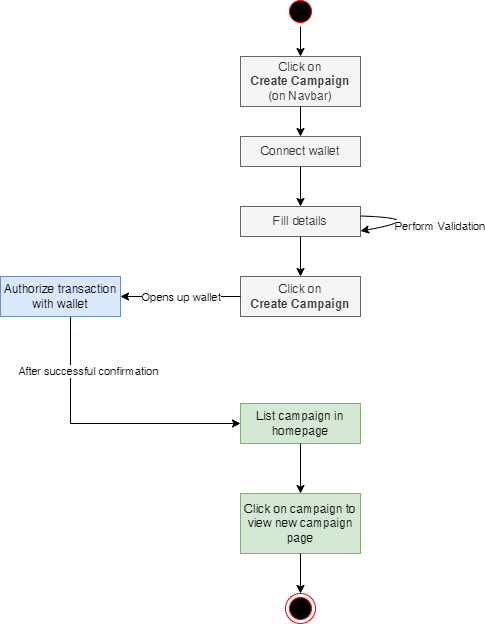 Click on
Create Campaign
(on Navbar)
Connect wallet
Fill details
Perform Validation
Click on
Create Campaign
Opens up wallet
Authorize transaction
with wallet
After successful confirmation
List campaign in
homepage
Click on campaign to
view new campaign
page